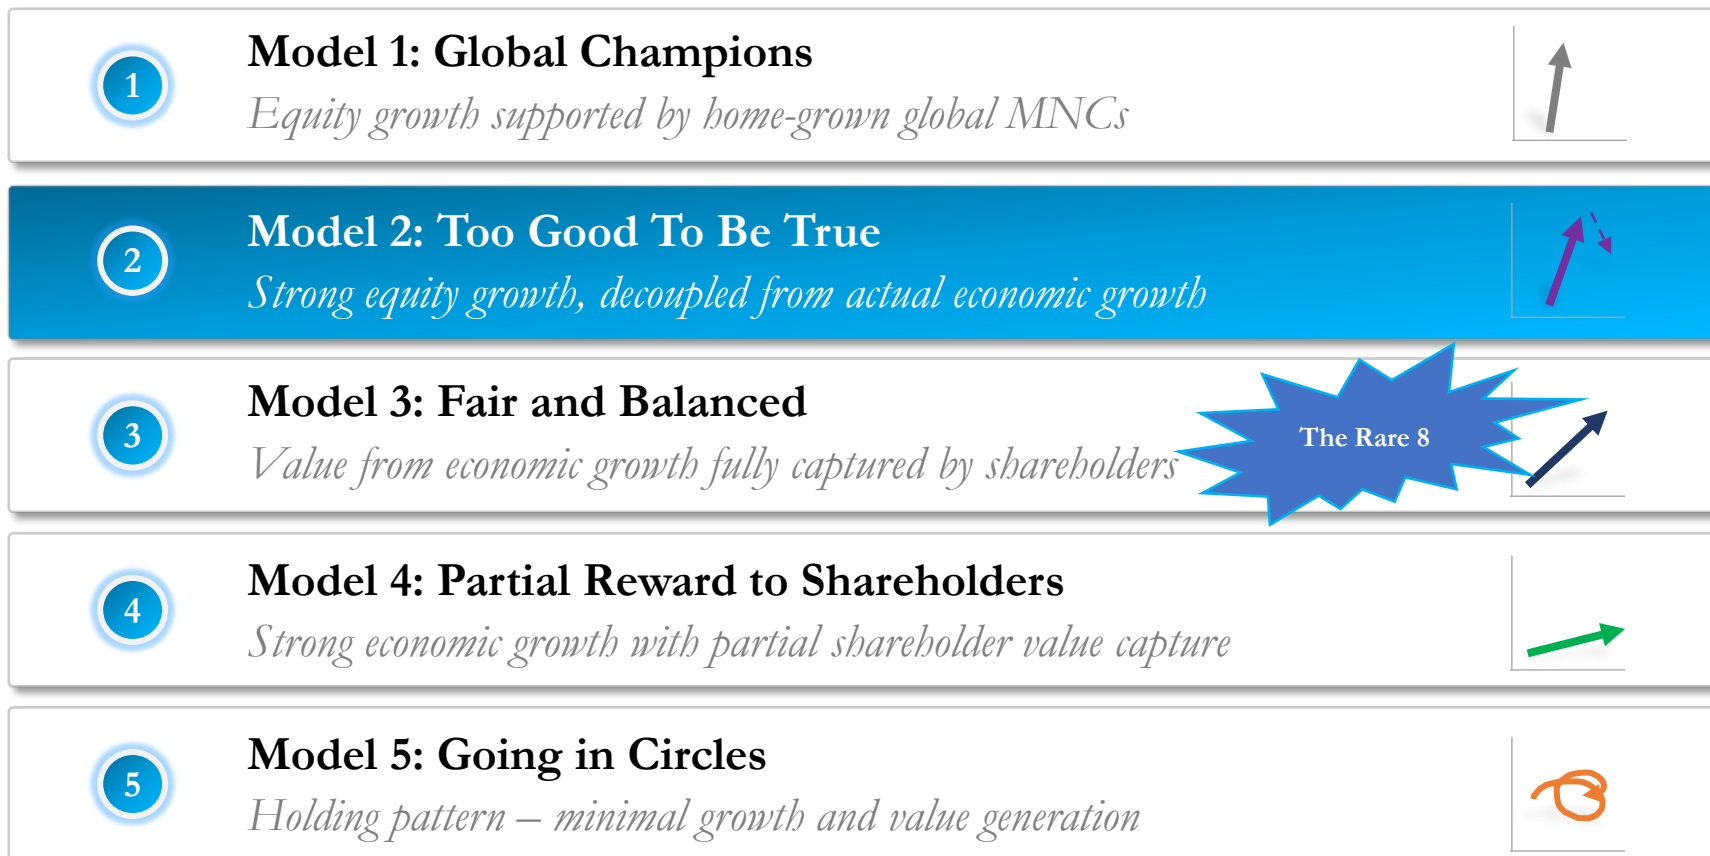 1
Model 1: Global Champions
Equity growth supported by home-grown global MNCs
2
Model 2: Too Good To Be True
Strong equity growth, decoupled from actual economic growth
3
Model 3: Fair and Balanced
Value from economic growth fully captured by shareholders
The Rare 8
4
Model 4: Partial Reward to Shareholders
Strong economic growth with partial shareholder value capture
5
Model 5: Going in Circles
Holding pattern – minimal growth and value generation